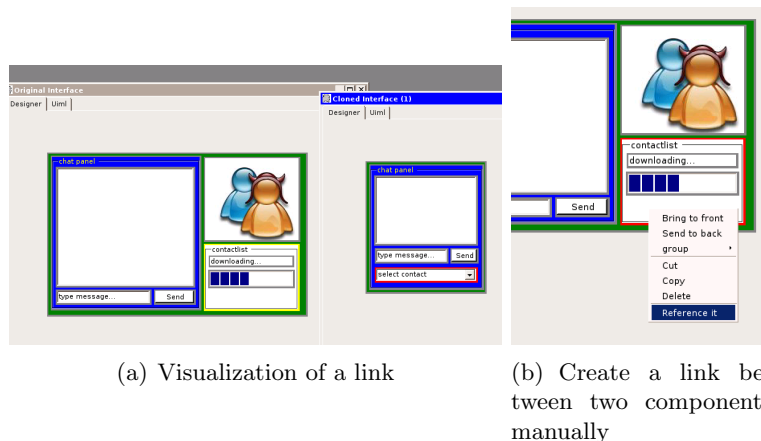 Original Interface
Designer Uiml
chat panel
type message... Send
contactlist
downloading...
Cloned Interface (1)
Designer Uiml
chat panel
type message... Send
select contact
(a) Visualization of a link
Send
contactlist
downloading...
Bring to front
Send to back
group
Cut
Copy
Delete
Reference it
(b) Create a link be
tween two component
manually